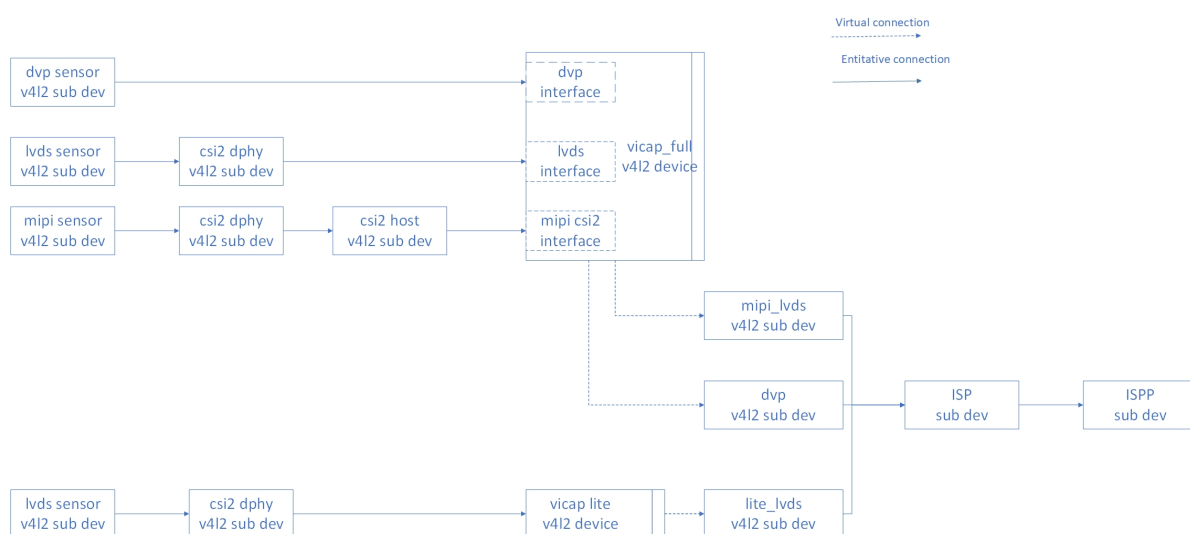 Virtual connection
Entitative connection
dvp sensor
v4l2 sub dev
dvp
interface
lvds sensor
v4l2 sub dev
csi2 dphy
v4l2 sub dev
lvds
interface
vicap_full
v4l2 device
mipi sensor
v4l2 sub dev
csi2 dphy
v4l2 sub dev
csi2 host
v4l2 sub dev
mipi csi2
interface
mipi_lvds
v4l2 sub dev
dvp
v4l2 sub dev
ISP
sub dev
ISPP
sub dev
lvds sensor
v4l2 sub dev
csi2 dphy
v4l2 sub dev
vicap lite
v4l2 device
lite_lvds
v4l2 sub dev